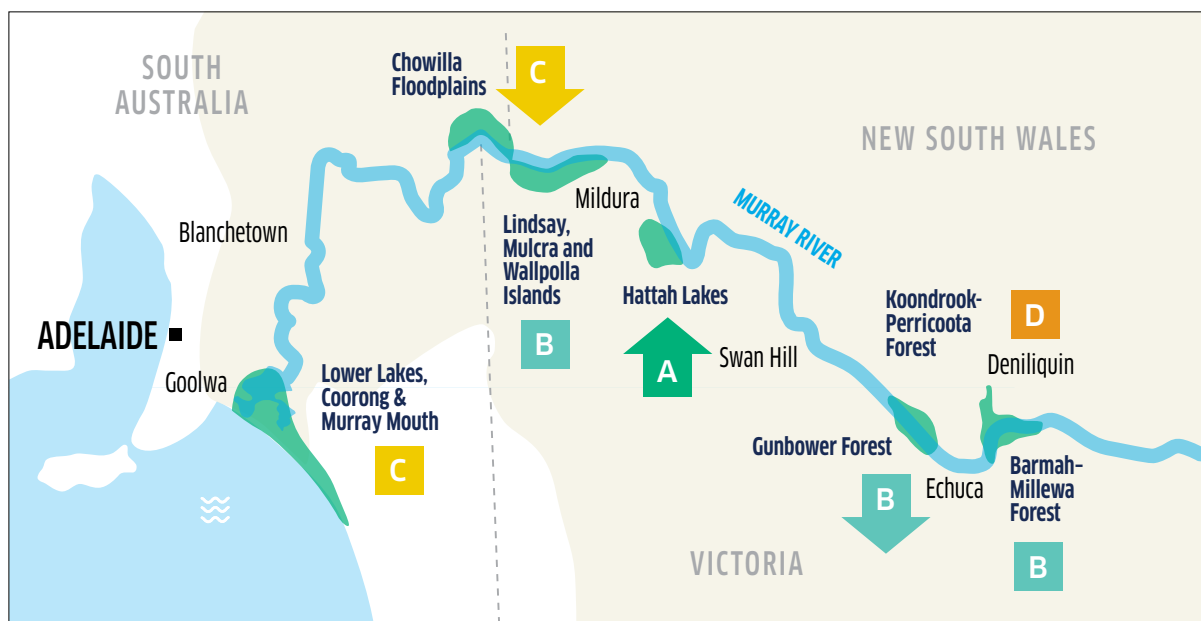 SOUTH
AUSTRALIA
Chowilla
Floodplains
C
NEW SOUTH WALES
Mildura
MURRAY RIVER
Blanchetown
Lindsay,
Mulcra and
Wallpolla
Islands
B
Hattah Lakes
A
Swan Hill
Koondrook-
Perricoota
Forest
D
Deniliquin
ADELAIDE
Goolwa
Lower Lakes,
Coorong &
Murray Mouth
C
Gunbower Forest
B
Echuca
Barmah–
Millewa
Forest
B
VICTORIA